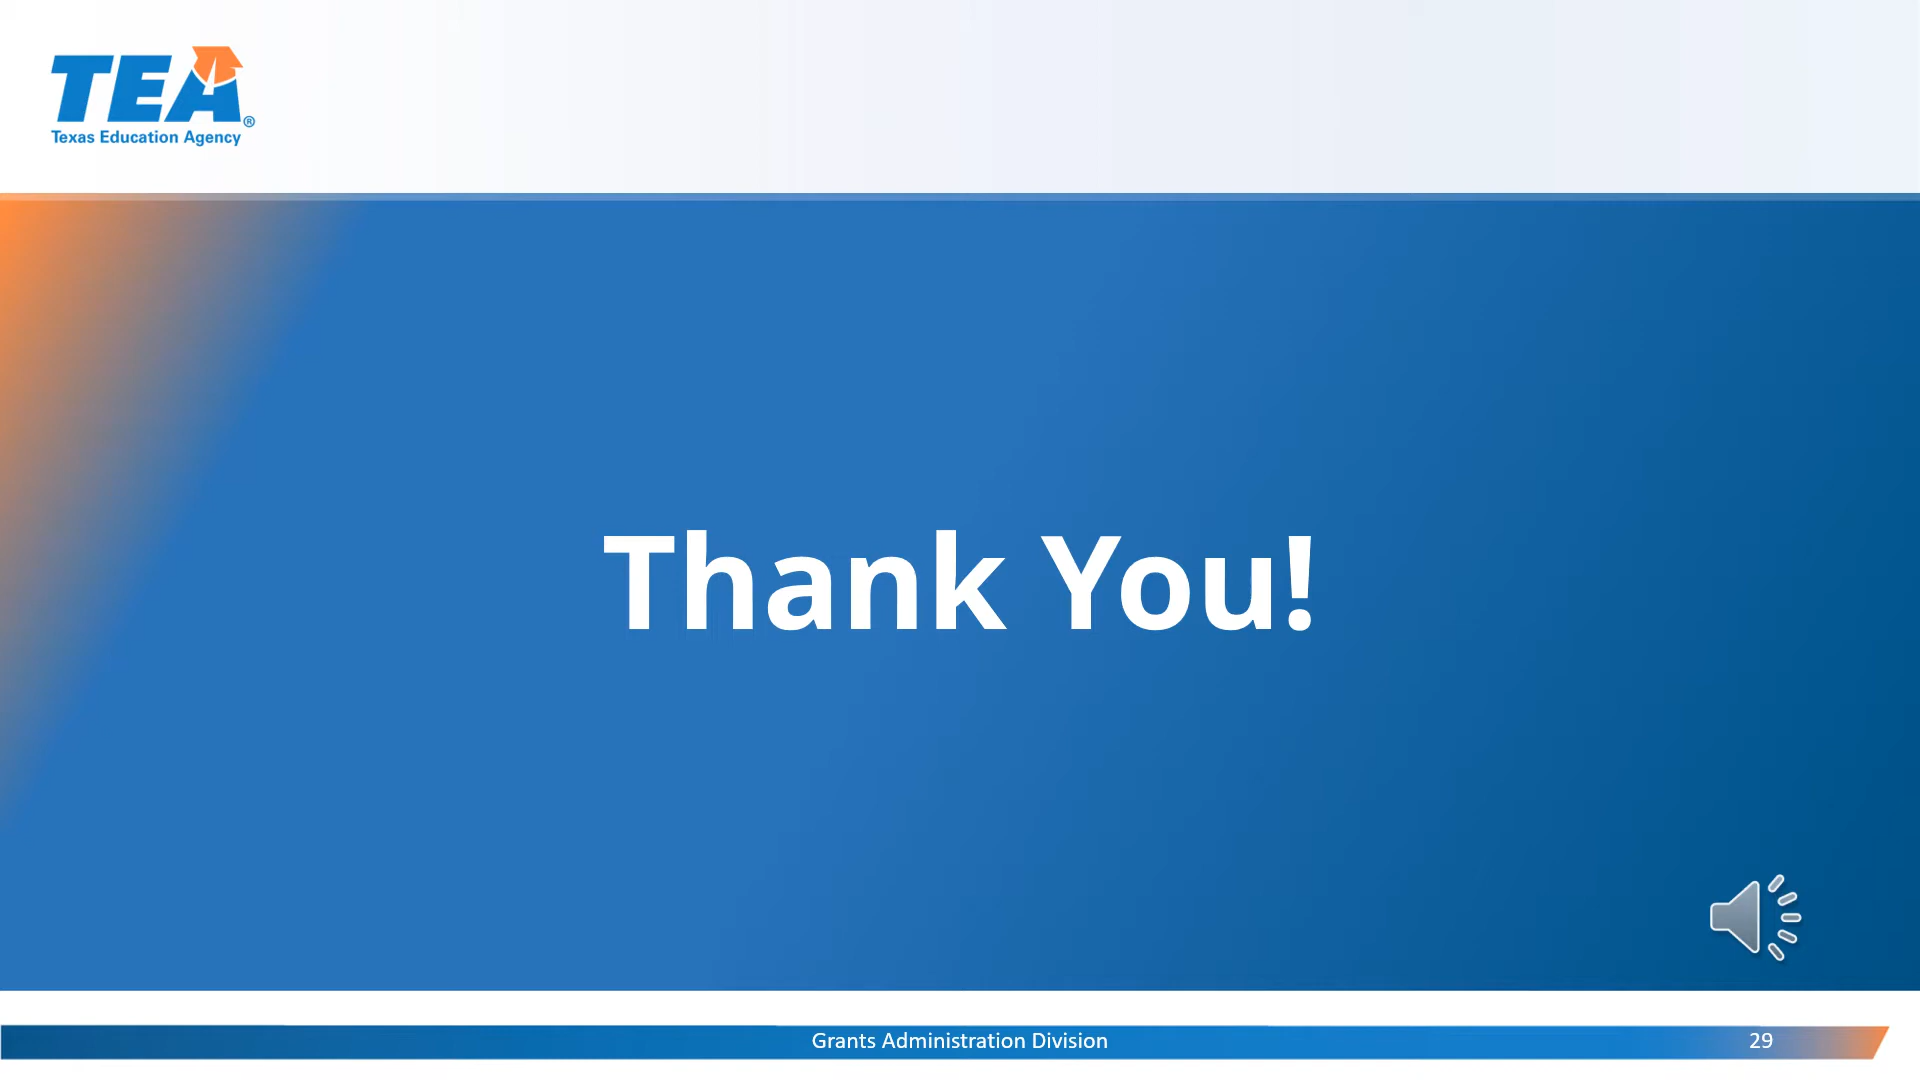 TEA®
Texas Education Agency
Thank You!
Grants Administration Division
29